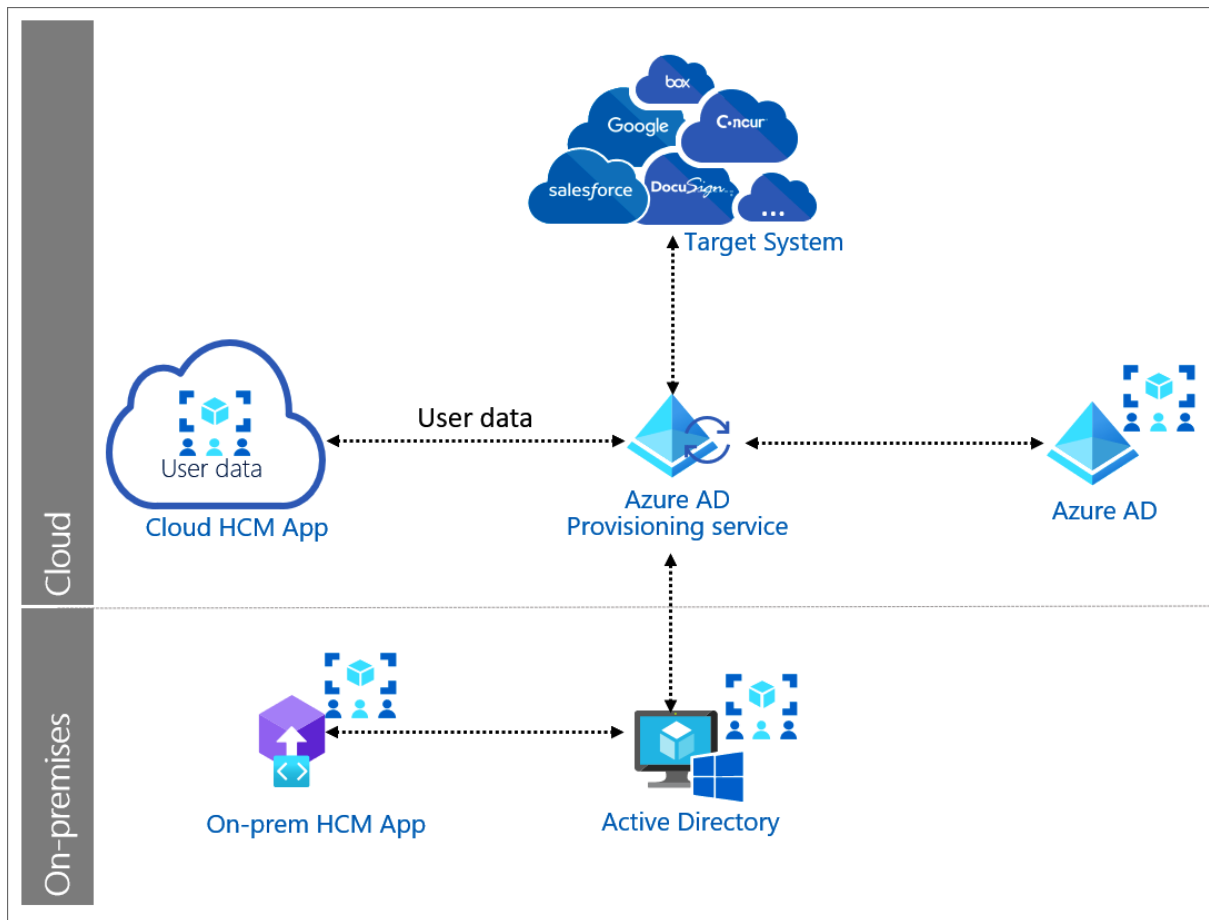 Cloud
box
Google
C•ncur
salesforce
DocuSign
...
Target System
User data
User data
Cloud HCM App
Azure AD
Provisioning service
Azure AD
On-premises
On-prem HCM App
Active Directory